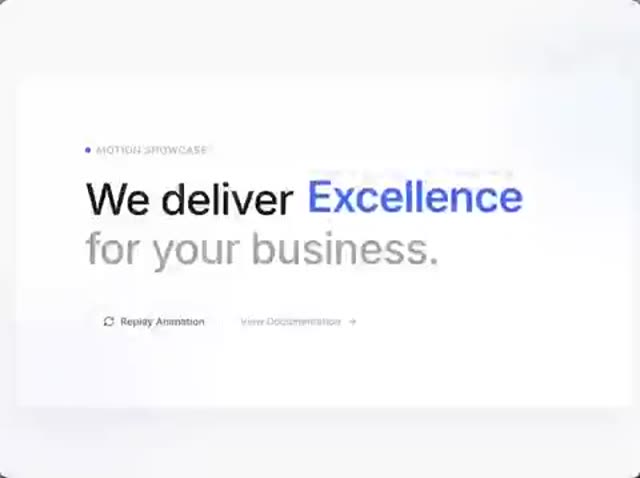 MOTION SHOWCASE
We deliver Excellence
for your business.
Replay Animation
View Documentation →